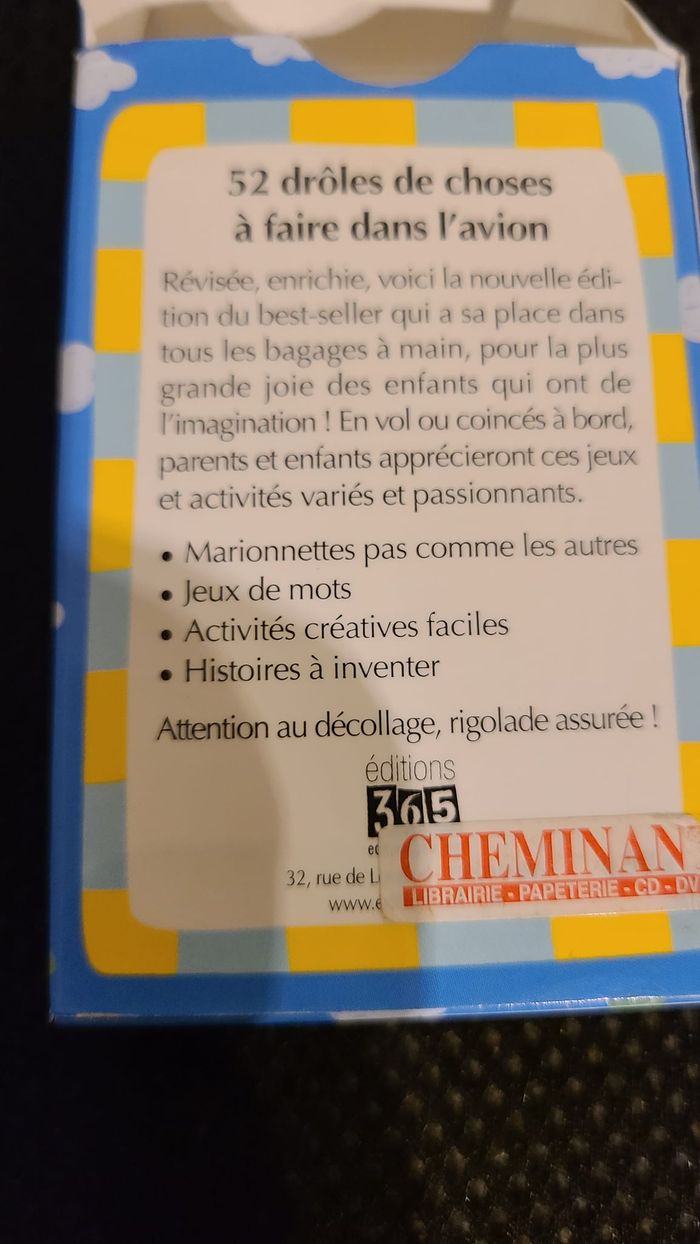 52 drôles de choses
à faire dans l'avion
Révisée, enrichie, voici la nouvelle édi-
tion du best-seller qui a sa place dans
tous les bagages à main, pour la plus
grande joie des enfants qui ont de
l'imagination ! En vol ou coincés à bord,
parents et enfants apprécieront ces jeux
et activités variés et passionnants.
• Marionnettes pas comme les autres
• Jeux de mots
• Activités créatives faciles
• Histoires à inventer
Attention au décollage, rigolade assurée !
éditions
365
32, rue de
www.
CHEMINAN
LIBRAIRIE - PAPETERIE - CD - DV